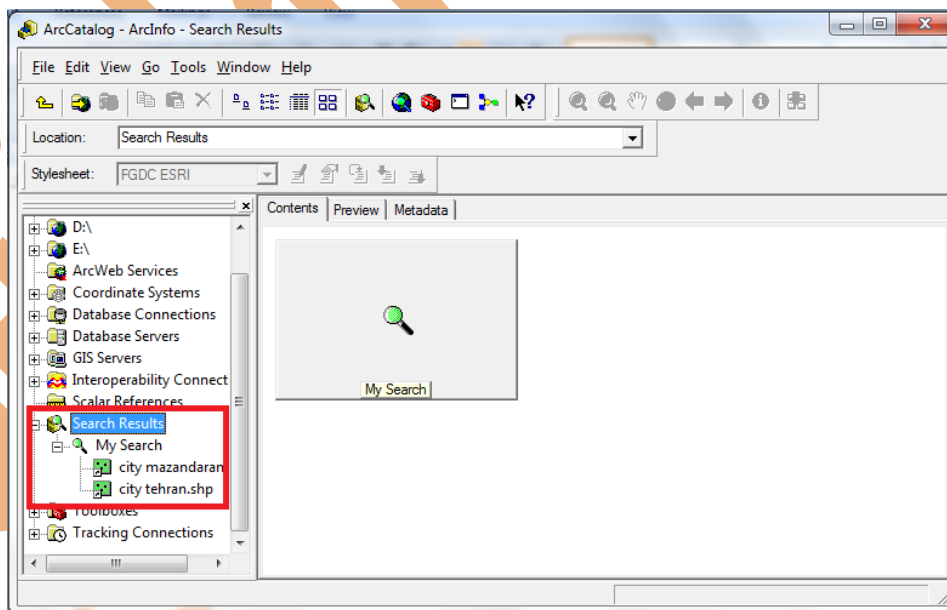 ArcCatalog - ArcInfo - Search Results
File Edit View Go Tools Window Help
Location: Search Results
Stylesheet: FGDC ESRI
Contents Preview Metadata
D:\
E:\
ArcWeb Services
Coordinate Systems
Database Connections
Database Servers
GIS Servers
Interoperability Connect
Scalar References
Search Results
My Search
city mazandaran
city tehran.shp
Toolboxes
Tracking Connections
My Search